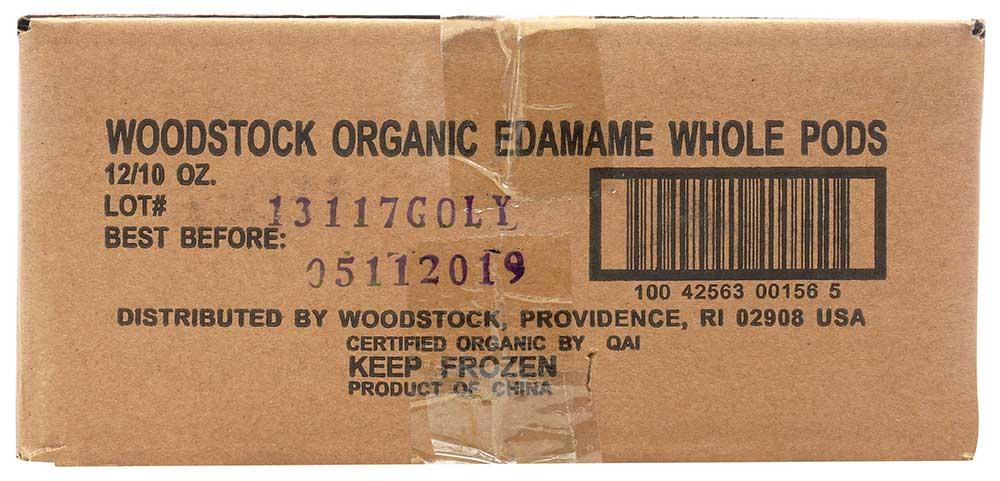 WOODSTOCK ORGANIC EDAMAME WHOLE PODS
12/10 OZ.
LOT# 13117GOLY
BEST BEFORE:
05112019
100 42563 00156 5
DISTRIBUTED BY WOODSTOCK, PROVIDENCE, RI 02908 USA
CERTIFIED ORGANIC BY QAI
KEEP FROZEN
PRODUCT OF CHINA